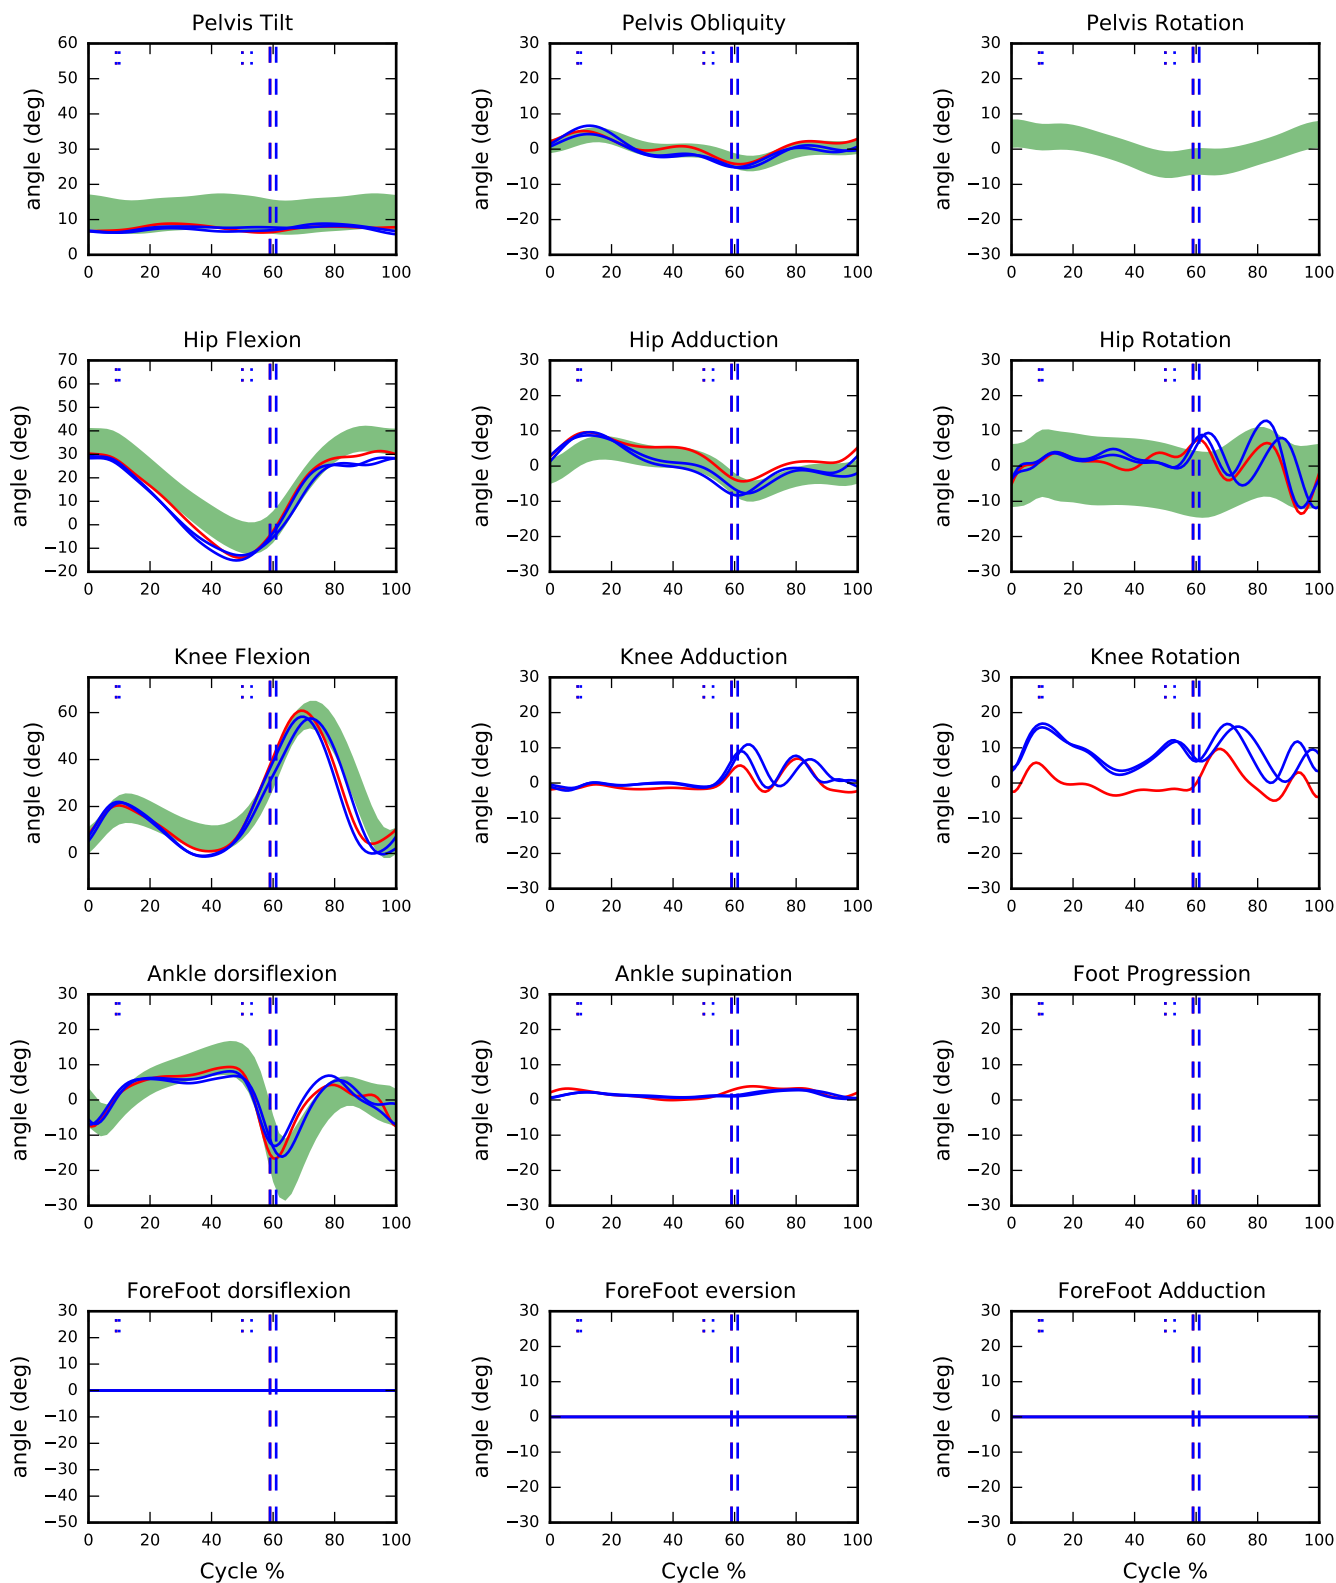 Pelvis Tilt
angle (deg)
60
50
40
30
20
10
0
0 20 40 60 80 100
Pelvis Obliquity
angle (deg)
30
20
10
0
−10
−20
−30
0 20 40 60 80 100
Pelvis Rotation
angle (deg)
30
20
10
0
−10
−20
−30
0 20 40 60 80 100
Hip Flexion
angle (deg)
70
60
50
40
30
20
10
0
−10
−20
0 20 40 60 80 100
Hip Adduction
angle (deg)
30
20
10
0
−10
−20
−30
0 20 40 60 80 100
Hip Rotation
angle (deg)
30
20
10
0
−10
−20
−30
0 20 40 60 80 100
Knee Flexion
angle (deg)
60
40
20
0
0 20 40 60 80 100
Knee Adduction
angle (deg)
30
20
10
0
−10
−20
−30
0 20 40 60 80 100
Knee Rotation
angle (deg)
30
20
10
0
−10
−20
−30
0 20 40 60 80 100
Ankle dorsiflexion
angle (deg)
30
20
10
0
−10
−20
−30
0 20 40 60 80 100
Ankle supination
angle (deg)
30
20
10
0
−10
−20
−30
0 20 40 60 80 100
Foot Progression
angle (deg)
30
20
10
0
−10
−20
−30
0 20 40 60 80 100
ForeFoot dorsiflexion
angle (deg)
30
20
10
0
−10
−20
−30
−40
−50
0 20 40 60 80 100
Cycle %
ForeFoot eversion
angle (deg)
30
20
10
0
−10
−20
−30
0 20 40 60 80 100
Cycle %
ForeFoot Adduction
angle (deg)
30
20
10
0
−10
−20
−30
0 20 40 60 80 100
Cycle %